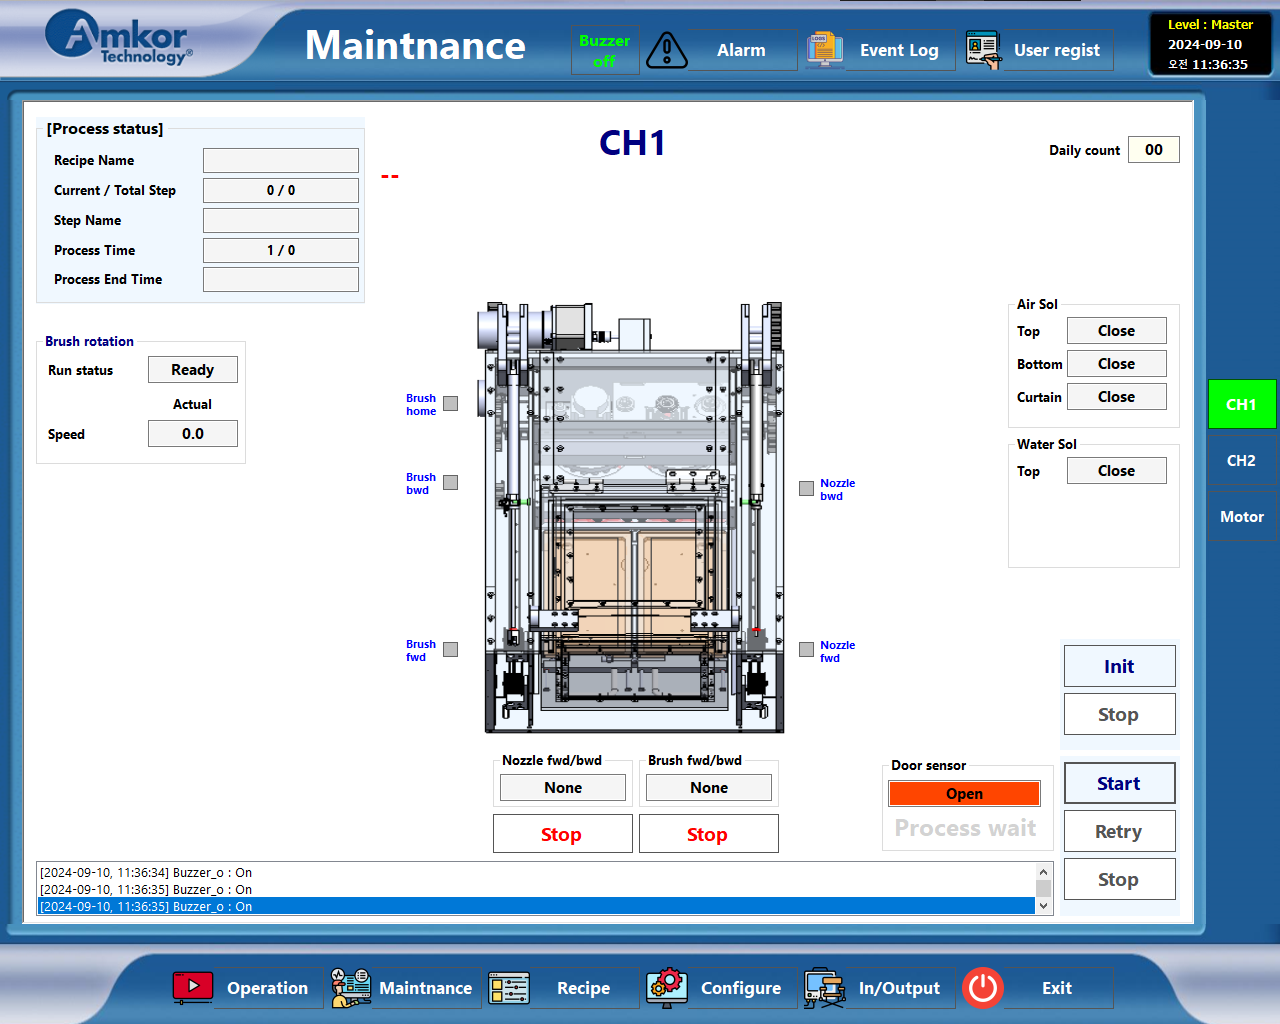 Amkor
Technology®
Maintnance
Buzzer
off
Alarm
Event Log
User regist
Level : Master
2024-09-10
오전 11:36:35
[Process status]
Recipe Name
Current / Total Step
0 / 0
Step Name
Process Time
1 / 0
Process End Time
--
CH1
Daily count
00
Brush rotation
Run status
Ready
Actual
Speed
0.0
Brush
home
Brush
bwd
Brush
fwd
Nozzle
bwd
Nozzle
fwd
Air Sol
Top
Close
Bottom
Close
Curtain
Close
Water Sol
Top
Close
CH1
CH2
Motor
Init
Stop
Start
Retry
Stop
Nozzle fwd/bwd
None
Stop
Brush fwd/bwd
None
Stop
Door sensor
Open
Process wait
[2024-09-10, 11:36:34] Buzzer_o : On
[2024-09-10, 11:36:35] Buzzer_o : On
[2024-09-10, 11:36:35] Buzzer_o : On
Operation
Maintnance
Recipe
Configure
In/Output
Exit